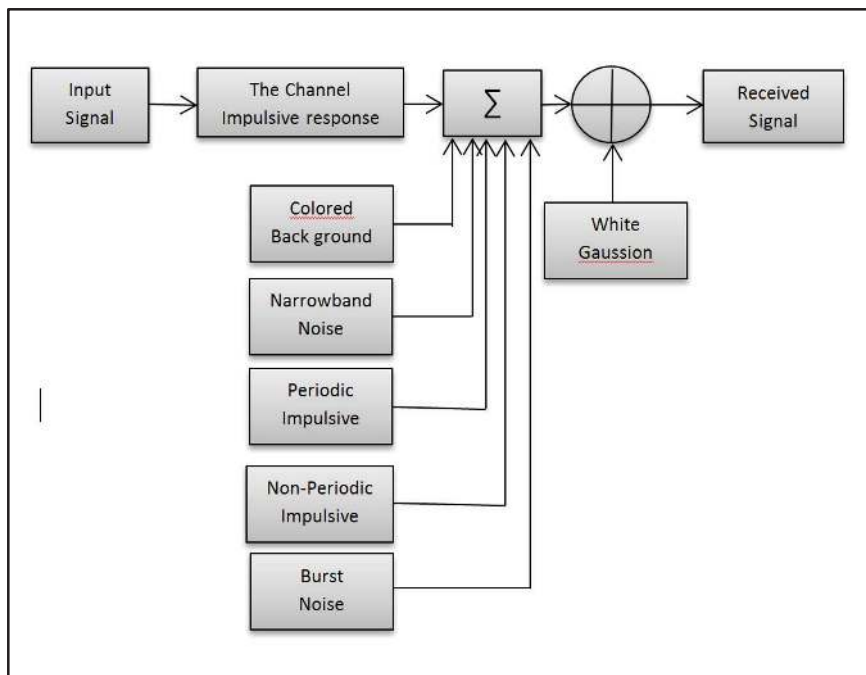 Input
Signal
The Channel
Impulsive response
Σ
Received
Signal
Colored
Back ground
White
Gaussion
Narrowband
Noise
Periodic
Impulsive
Non-Periodic
Impulsive
Burst
Noise